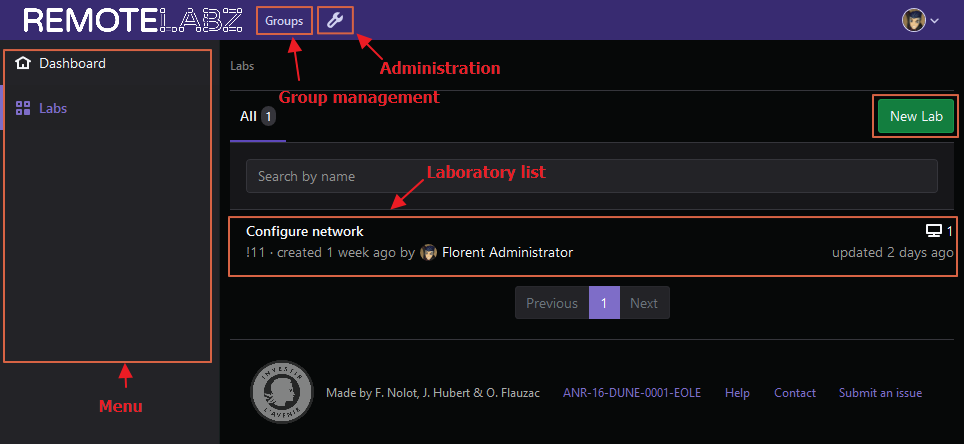 REMOTELABZ Groups
Dashboard
Labs
Labs
Administration
Group management
All 1
New Lab
Search by name
Laboratory list
Configure network 1
!11 · created 1 week ago by Florent Administrator updated 2 days ago
Previous 1 Next
Menu
INVESTIR
L'AVENIR
Made by F. Nolot, J. Hubert & O. Flauzac ANR-16-DUNE-0001-EOLE Help Contact Submit an issue